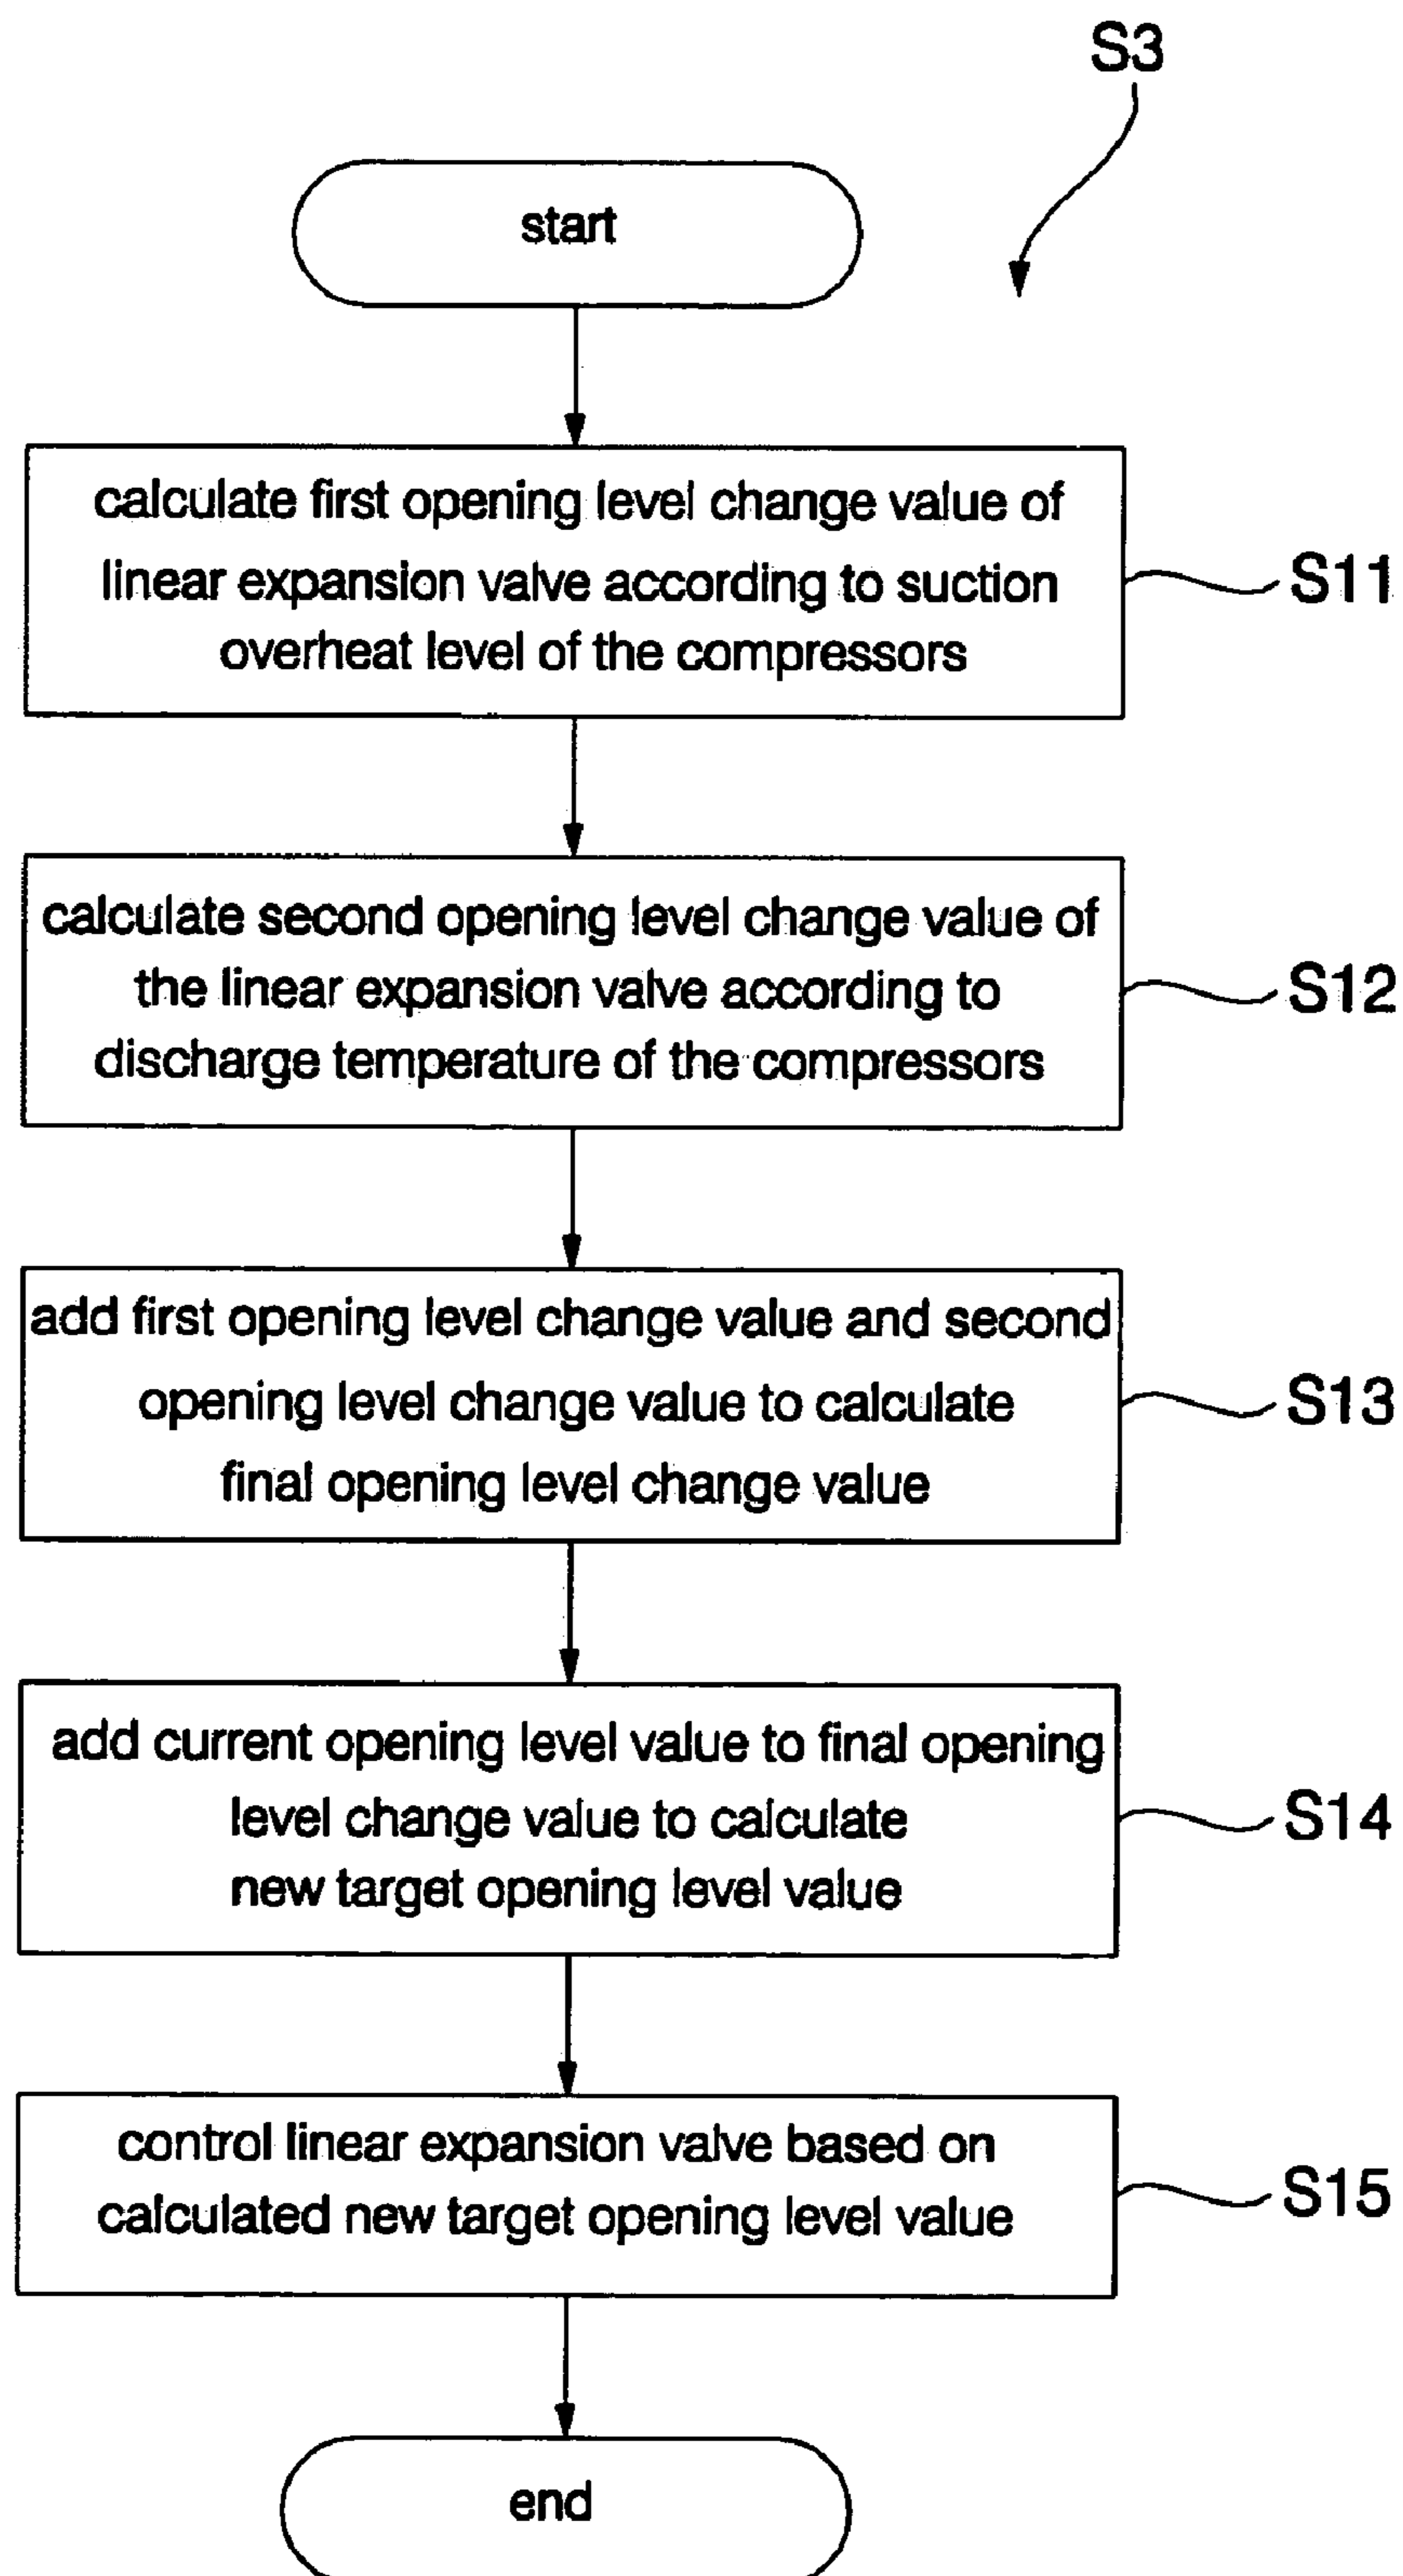 S3
start
calculate first opening level change value of
linear expansion valve according to suction
overheat level of the compressors
S11
calculate second opening level change value of
the linear expansion valve according to
discharge temperature of the compressors
S12
add first opening level change value and second
opening level change value to calculate
final opening level change value
S13
add current opening level value to final opening
level change value to calculate
new target opening level value
S14
control linear expansion valve based on
calculated new target opening level value
S15
end